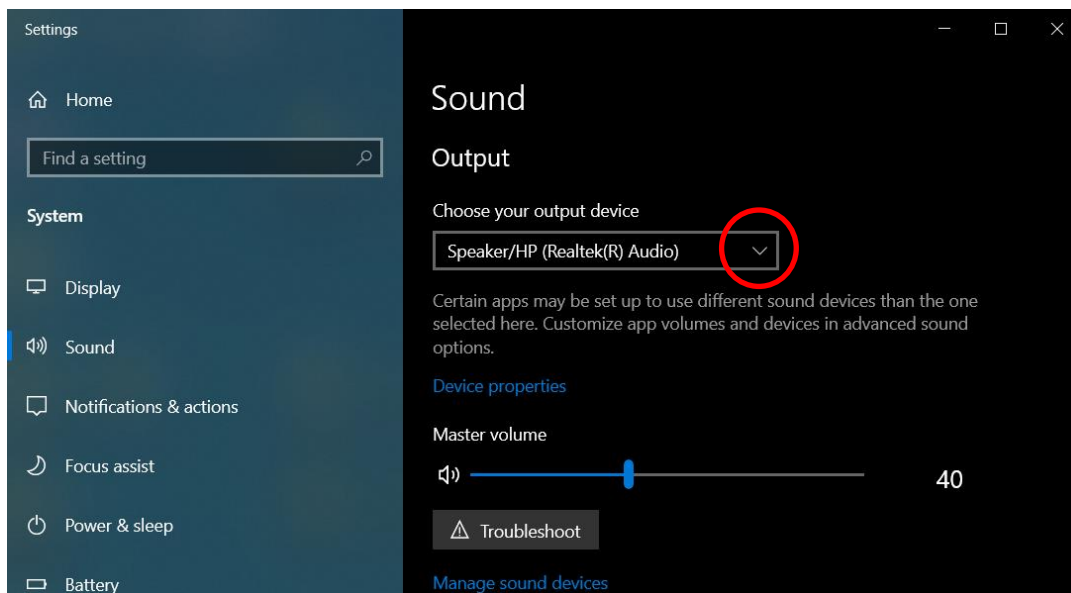 Settings
Home
Find a setting
System
Display
Sound
Notifications & actions
Focus assist
Power & sleep
Battery
Sound
Output
Choose your output device
Speaker/HP (Realtek(R) Audio)
Certain apps may be set up to use different sound devices than the one
selected here. Customize app volumes and devices in advanced sound
options.
Device properties
Master volume
40
Troubleshoot
Manage sound devices